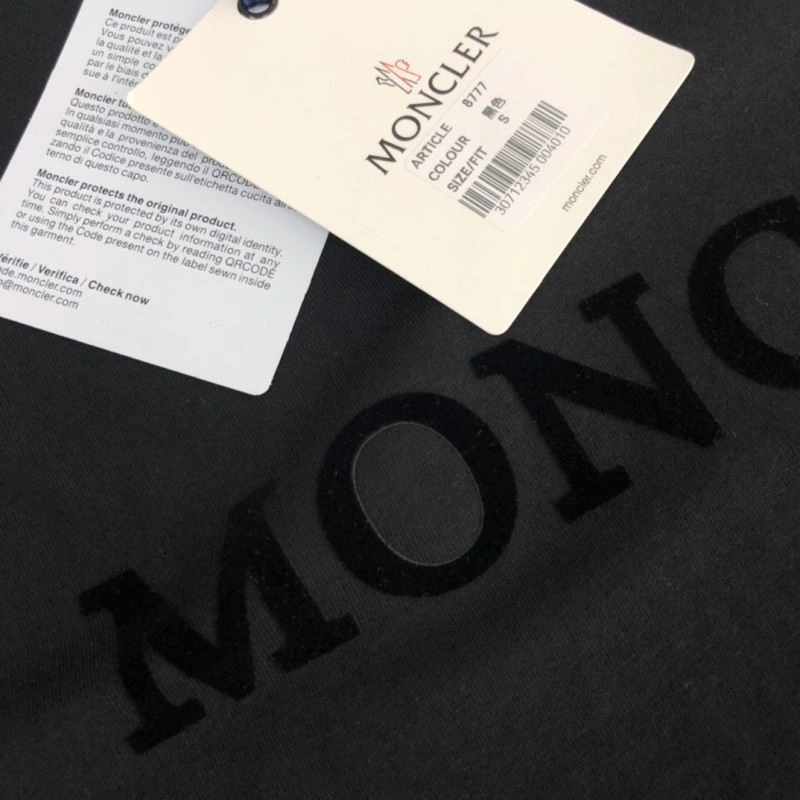 Moncler protège
Ce produit est p
Vous pouvez v
la qualité et la
un simple co
par le biais d
sue à l'intér
Moncler tu
Questo prodotto è
In qualsiasi momento può
qualità e la provenienza del prod
semplice controllo, leggendo il QRCODE
zando il Codice presente sull'etichetta cucita all'in
terno di questo capo.
Moncler protects the original product.
This product is protected by its own digital identity.
You can check your product information at any
time. Simply perform a check by reading QRCODE
or using the Code present on the label sewn inside
this garment.
érifie / Verifica / Check now
ode.moncler.com
@moncler.com
MONCLER
ARTICLE 8777
COLOUR 黑色
SIZE/FIT S
30712345 004010
moncler.com
MONC